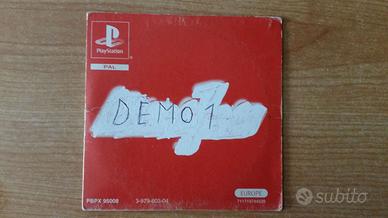 PlayStation
PAL
DEMO 1
PBPX 95008
3-979-003-04
EUROPE
subito